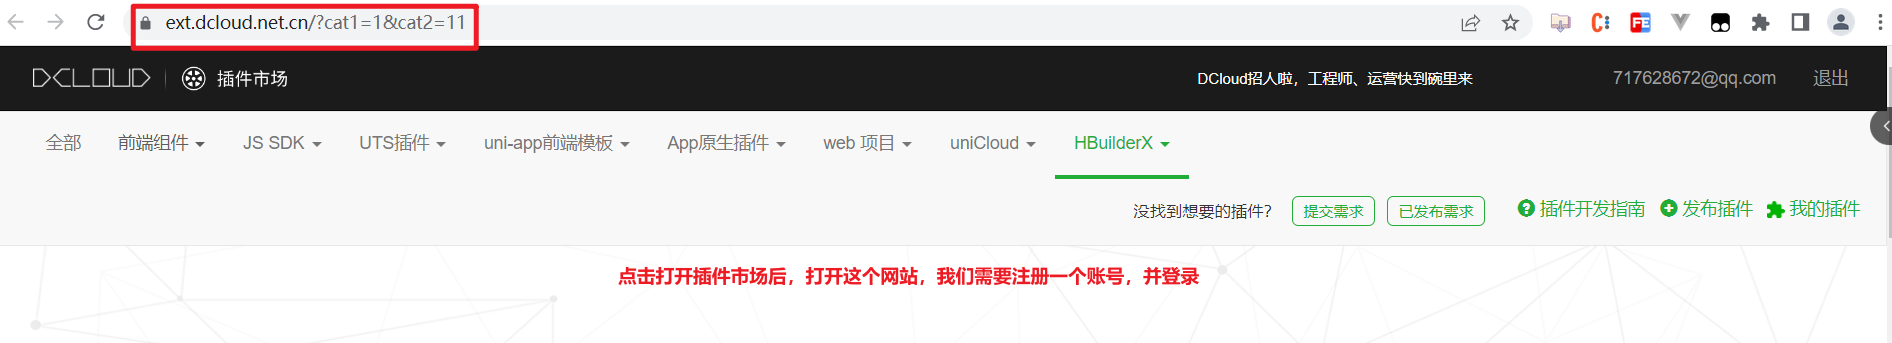 ext.dcloud.net.cn/?cat1=1&cat2=11
DCLOUD 插件市场 DCloud招人啦，工程师、运营快到碗里来 717628672@qq.com 退出
全部 前端组件 JS SDK UTS插件 uni-app前端模板 App原生插件 web 项目 uniCloud HBuilderX
没找到想要的插件？ 提交需求 已发布需求 插件开发指南 发布插件 我的插件
点击打开插件市场后，打开这个网站，我们需要注册一个账号，并登录